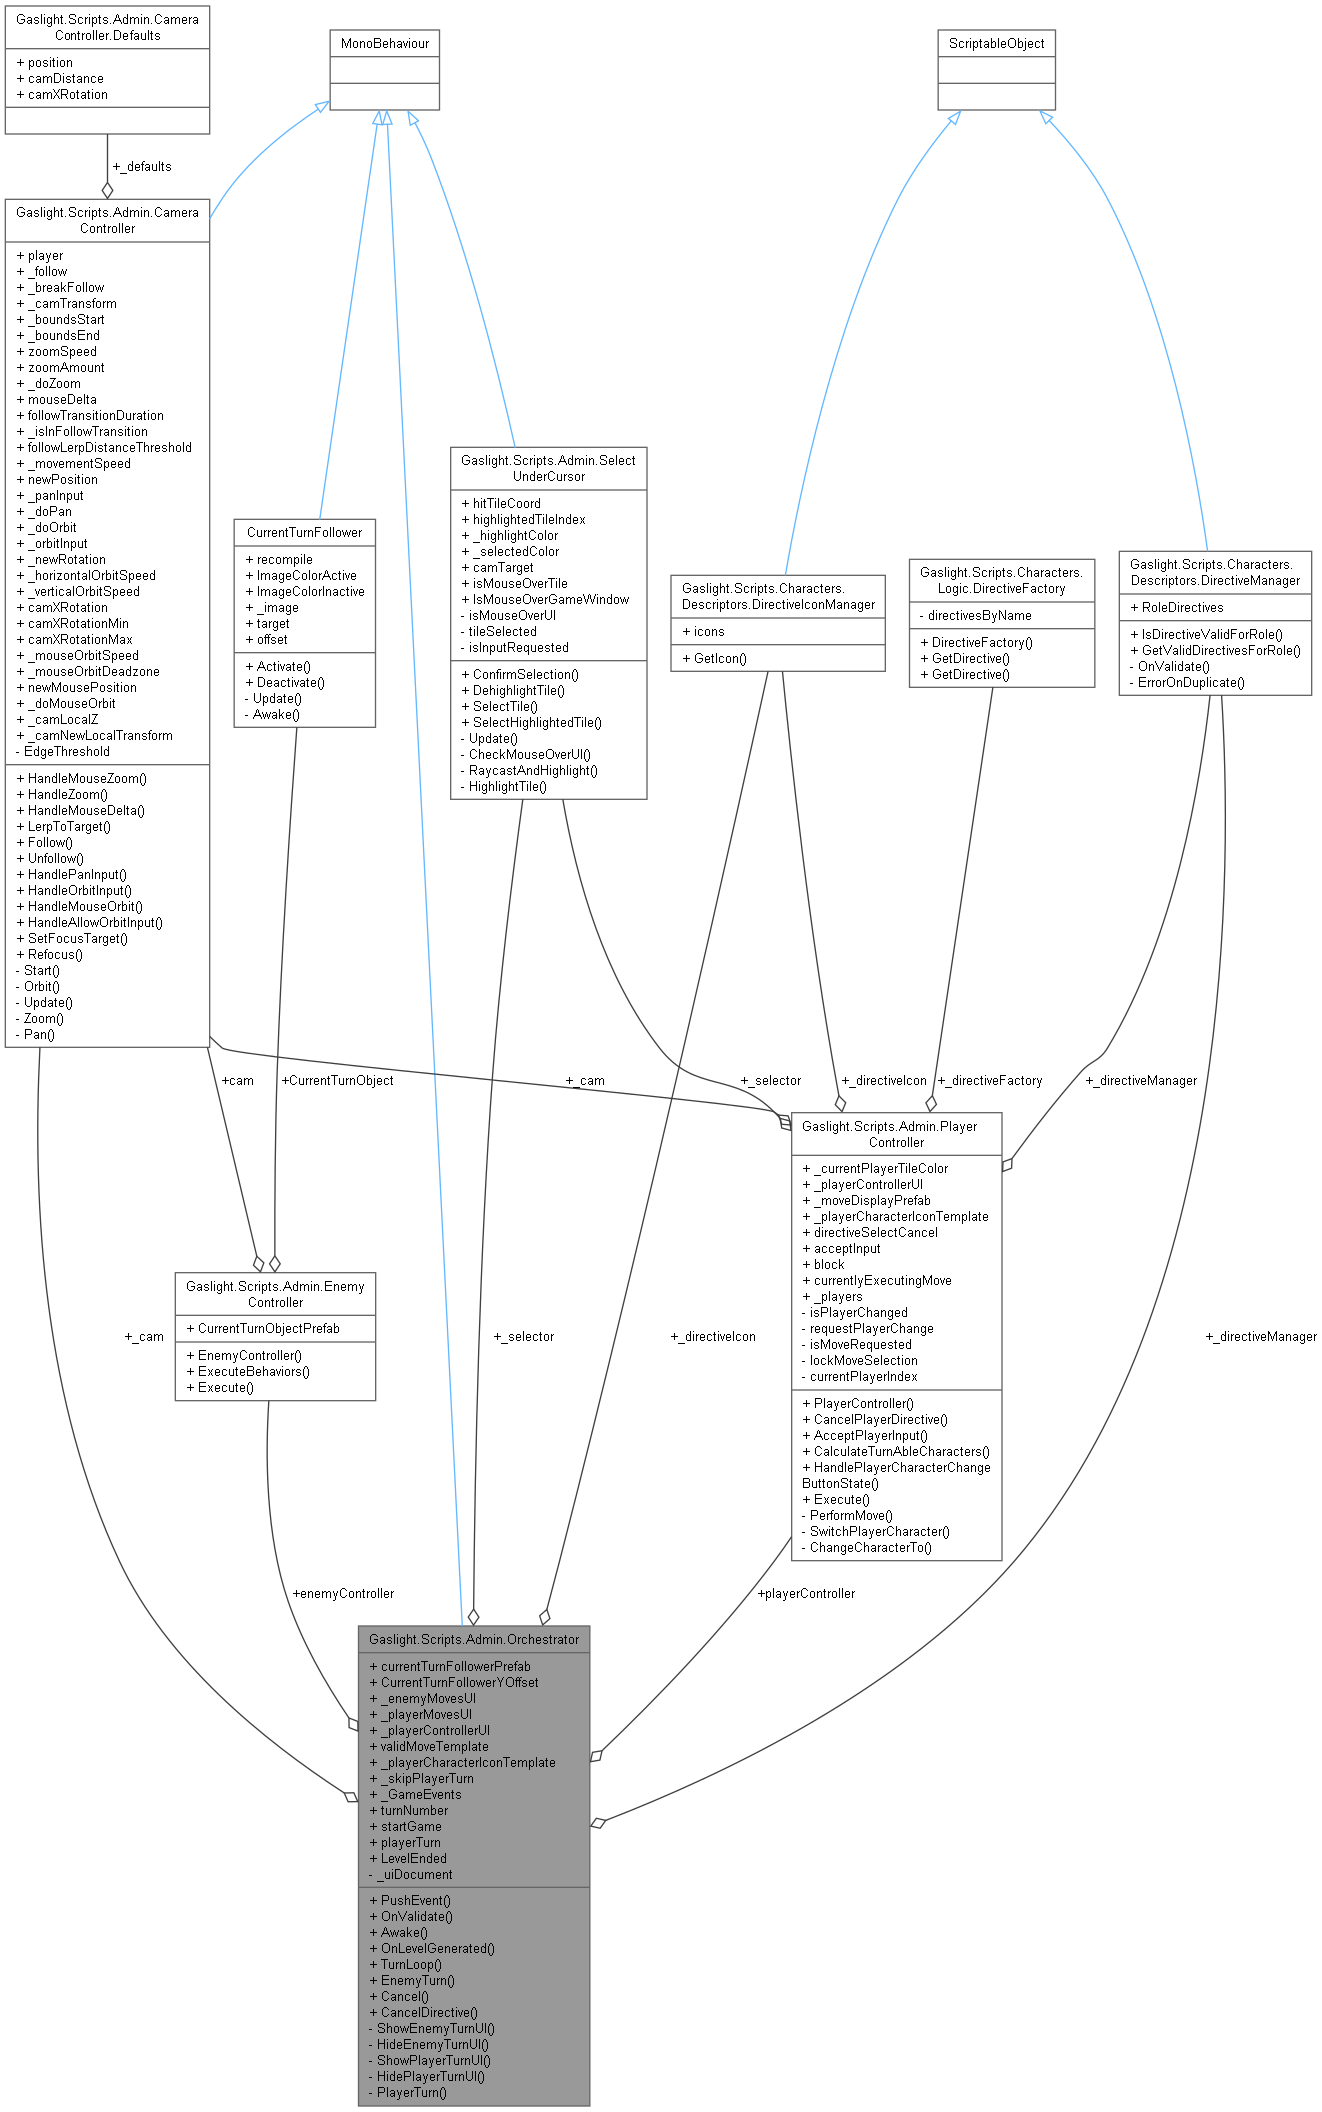 Gaslight.Scripts.Admin.Camera
Controller.Defaults
+ position
+ camDistance
+ camXRotation
MonoBehaviour
ScriptableObject
+_defaults
Gaslight.Scripts.Admin.Camera
Controller
+ player
+ _follow
+ _breakFollow
+ _camTransform
+ _boundsStart
+ _boundsEnd
+ zoomSpeed
+ zoomAmount
+ _doZoom
+ mouseDelta
+ followTransitionDuration
+ _isInFollowTransition
+ followLerpDistanceThreshold
+ _movementSpeed
+ newPosition
+ _panInput
+ _doPan
+ _doOrbit
+ _orbitInput
+ _newRotation
+ _horizontalOrbitSpeed
+ _verticalOrbitSpeed
+ camXRotation
+ camXRotationMin
+ camXRotationMax
+ _mouseOrbitSpeed
+ _mouseOrbitDeadzone
+ newMousePosition
+ _doMouseOrbit
+ _camLocalZ
+ _camNewLocalTransform
- EdgeThreshold
+ HandleMouseZoom()
+ HandleZoom()
+ HandleMouseDelta()
+ LerpToTarget()
+ Follow()
+ Unfollow()
+ HandlePanInput()
+ HandleOrbitInput()
+ HandleMouseOrbit()
+ HandleAllowOrbitInput()
+ SetFocusTarget()
+ Refocus()
- Start()
- Orbit()
- Update()
- Zoom()
- Pan()
CurrentTurnFollower
+ recompile
+ ImageColorActive
+ ImageColorInactive
+ _image
+ target
+ offset
+ Activate()
+ Deactivate()
- Update()
- Awake()
Gaslight.Scripts.Admin.Select
UnderCursor
+ hitTileCoord
+ highlightedTileIndex
+ _highlightColor
+ _selectedColor
+ camTarget
+ isMouseOverTile
+ IsMouseOverGameWindow
- isMouseOverUI
- tileSelected
- isInputRequested
+ ConfirmSelection()
+ DehighlightTile()
+ SelectTile()
+ SelectHighlightedTile()
- Update()
- CheckMouseOverUI()
- RaycastAndHighlight()
- HighlightTile()
Gaslight.Scripts.Characters.
Descriptors.DirectiveIconManager
+ icons
+ GetIcon()
Gaslight.Scripts.Characters.
Logic.DirectiveFactory
- directivesByName
+ DirectiveFactory()
+ GetDirective()
+ GetDirective()
Gaslight.Scripts.Characters.
Descriptors.DirectiveManager
+ RoleDirectives
+ IsDirectiveValidForRole()
+ GetValidDirectivesForRole()
- OnValidate()
- ErrorOnDuplicate()
+cam
+CurrentTurnObject
+_cam
+_selector
+_directiveIcon
+_directiveFactory
+_directiveManager
Gaslight.Scripts.Admin.Player
Controller
+ _currentPlayerTileColor
+ _playerControllerUI
+ _moveDisplayPrefab
+ _playerCharacterIconTemplate
+ directiveSelectCancel
+ acceptInput
+ block
+ currentlyExecutingMove
+ _players
- isPlayerChanged
- requestPlayerChange
- isMoveRequested
- lockMoveSelection
- currentPlayerIndex
+ PlayerController()
+ CancelPlayerDirective()
+ AcceptPlayerInput()
+ CalculateTurnAbleCharacters()
+ HandlePlayerCharacterChange
ButtonState()
+ Execute()
- PerformMove()
- SwitchPlayerCharacter()
- ChangeCharacterTo()
Gaslight.Scripts.Admin.Enemy
Controller
+ CurrentTurnObjectPrefab
+ EnemyController()
+ ExecuteBehaviors()
+ Execute()
+_cam
+_selector
+_directiveIcon
+_directiveManager
+enemyController
+playerController
Gaslight.Scripts.Admin.Orchestrator
+ currentTurnFollowerPrefab
+ CurrentTurnFollowerYOffset
+ _enemyMovesUI
+ _playerMovesUI
+ _playerControllerUI
+ validMoveTemplate
+ _playerCharacterIconTemplate
+ _skipPlayerTurn
+ _GameEvents
+ turnNumber
+ startGame
+ playerTurn
+ LevelEnded
- _uiDocument
+ PushEvent()
+ OnValidate()
+ Awake()
+ OnLevelGenerated()
+ TurnLoop()
+ EnemyTurn()
+ Cancel()
+ CancelDirective()
- ShowEnemyTurnUI()
- HideEnemyTurnUI()
- ShowPlayerTurnUI()
- HidePlayerTurnUI()
- PlayerTurn()